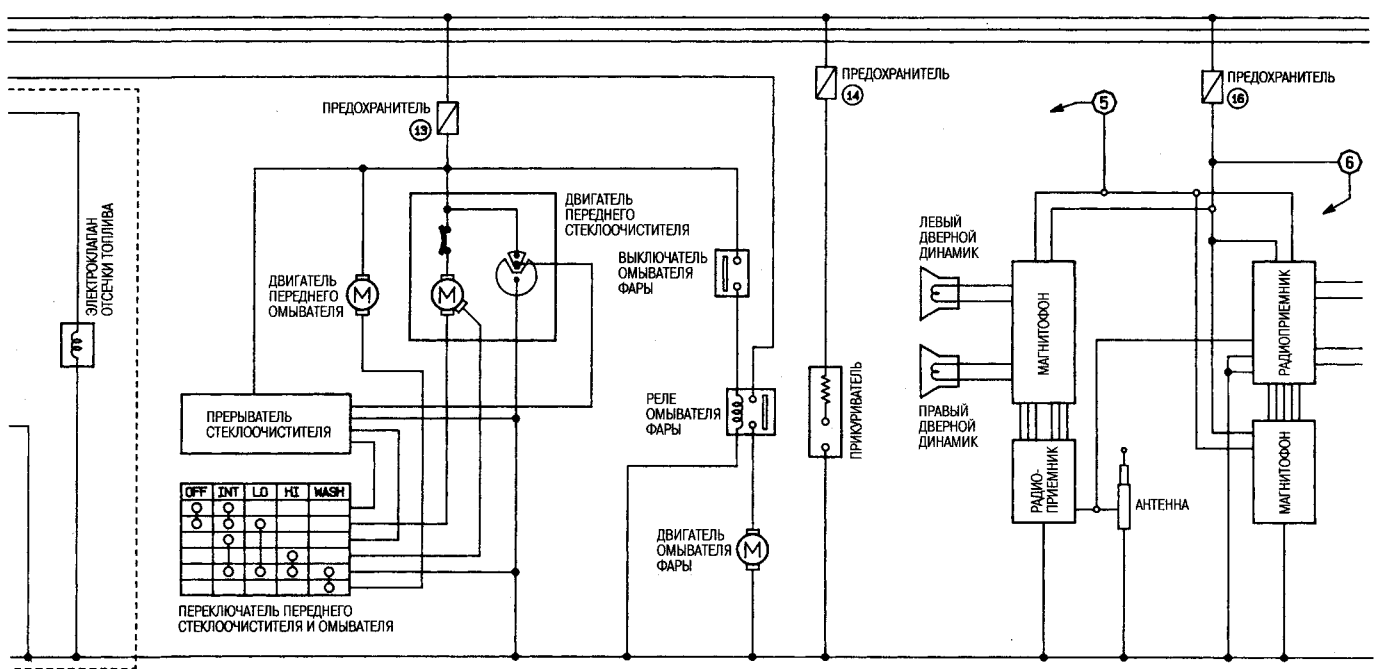 ПРЕДОХРАНИТЕЛЬ
13
ПРЕДОХРАНИТЕЛЬ
14
ПРЕДОХРАНИТЕЛЬ
16
5
6
ЭЛЕКТРОКЛАПАН
ОТСЕЧКИ ТОПЛИВА
ДВИГАТЕЛЬ
ПЕРЕДНЕГО
ОМЫВАТЕЛЯ
M
M
ДВИГАТЕЛЬ
ПЕРЕДНЕГО
СТЕКЛООЧИСТИТЕЛЯ
ВЫКЛЮЧАТЕЛЬ
ОМЫВАТЕЛЯ
ФАРЫ
ЛЕВЫЙ
ДВЕРНОЙ
ДИНАМИК
МАГНИТОФОН
РАДИОПРИЕМНИК
ПРЕРЫВАТЕЛЬ
СТЕКЛООЧИСТИТЕЛЯ
РЕЛЕ
ОМЫВАТЕЛЯ
ФАРЫ
ПРИКУРИВАТЕЛЬ
ПРАВЫЙ
ДВЕРНОЙ
ДИНАМИК
OFF INT LO HI WASH
РАДИО-
ПРИЕМНИК
АНТЕННА
МАГНИТОФОН
ДВИГАТЕЛЬ
ОМЫВАТЕЛЯ
ФАРЫ
M
ПЕРЕКЛЮЧАТЕЛЬ ПЕРЕДНЕГО
СТЕКЛООЧИСТИТЕЛЯ И ОМЫВАТЕЛЯ